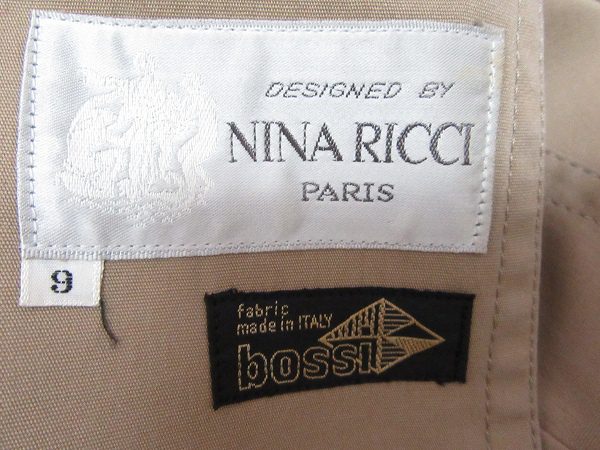 DESIGNED BY
NINA RICCI
PARIS
9
fabric
made in ITALY
bossi